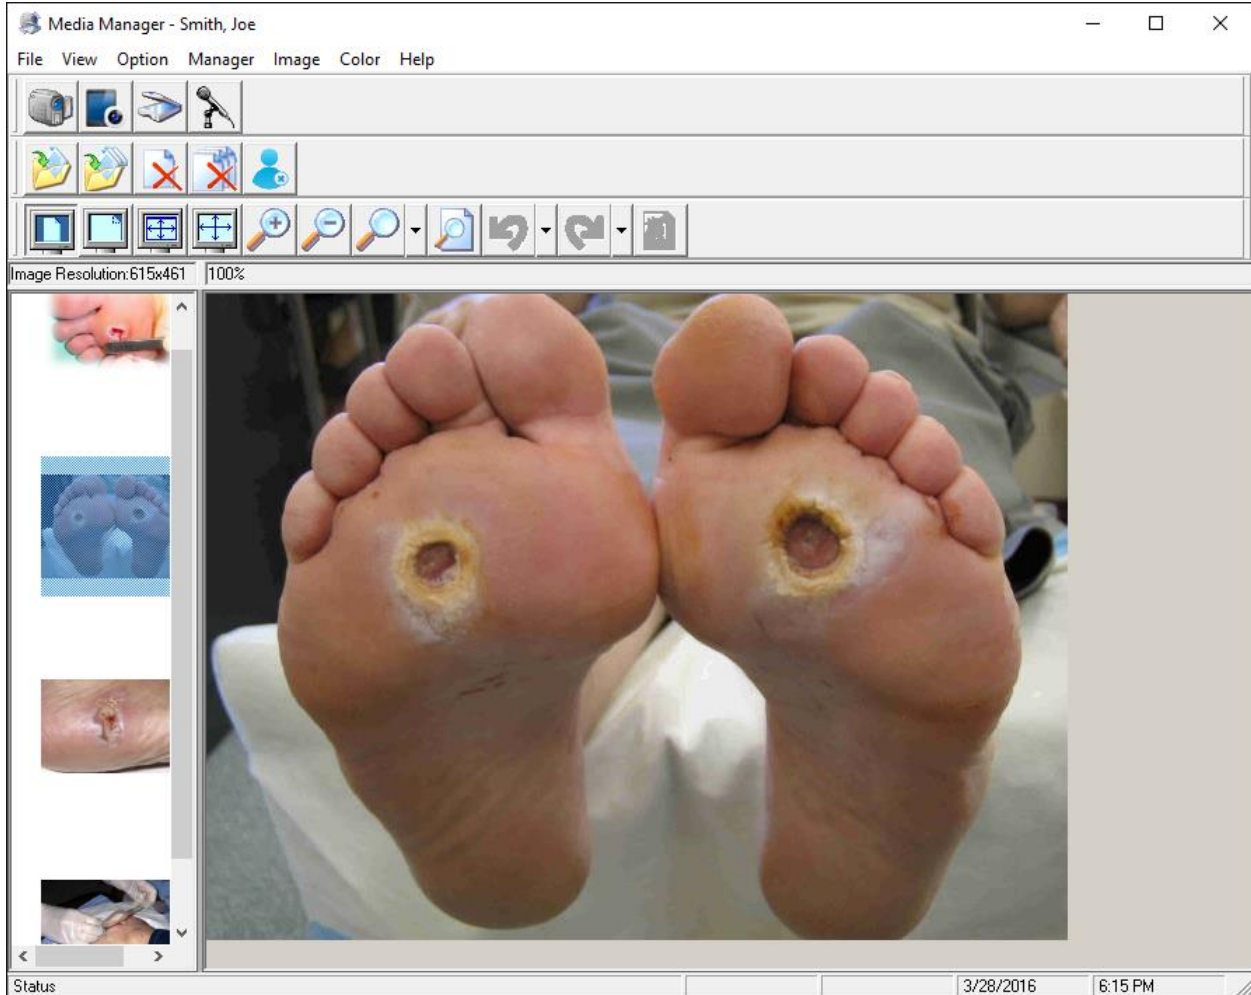 Media Manager - Smith, Joe
File View Option Manager Image Color Help
Image Resolution:615x461 100%
Status 3/28/2016 6:15 PM